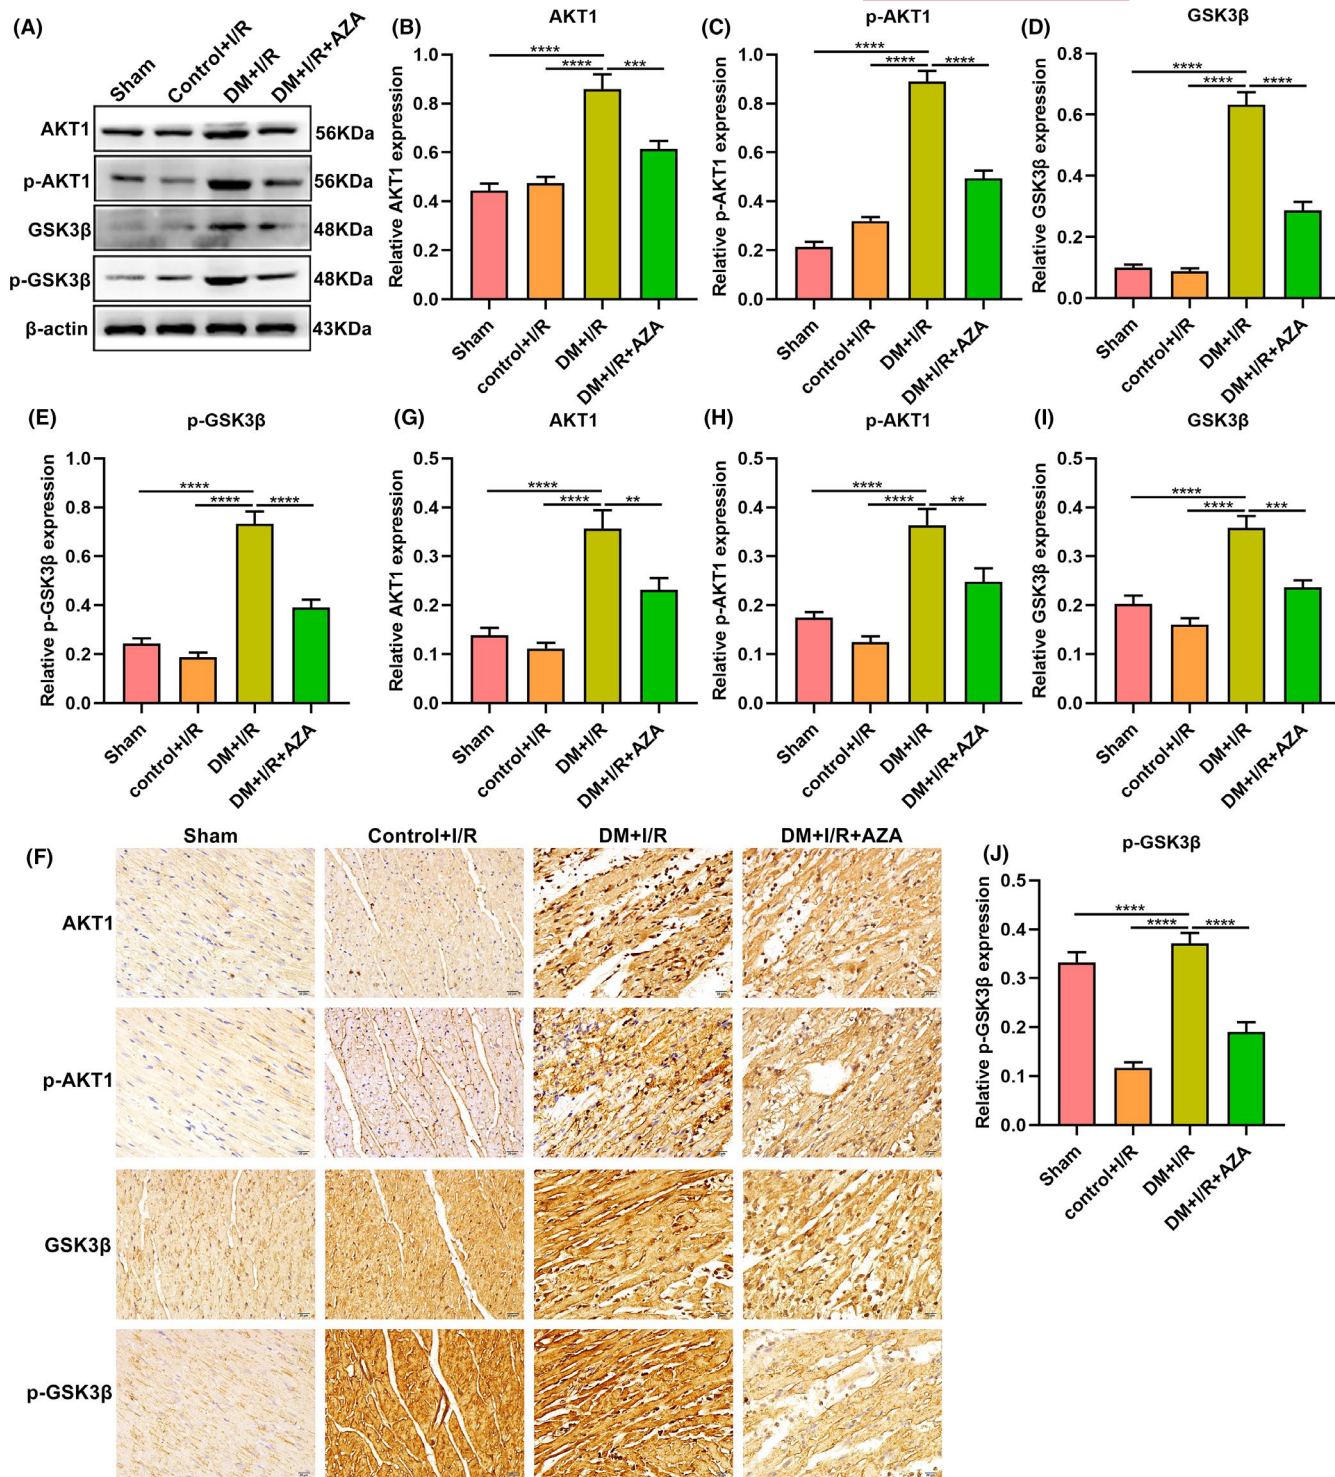 (A)
Sham
Control+I/R
DM+I/R
DM+I/R+AZA
AKT1
56KDa
p-AKT1
56KDa
GSK3β
48KDa
p-GSK3β
48KDa
β-actin
43KDa
(B)
AKT1
Relative AKT1 expression
1.0
0.8
0.6
0.4
0.2
0.0
****
****
***
Sham
control+I/R
DM+I/R
DM+I/R+AZA
(C)
p-AKT1
Relative p-AKT1 expression
1.0
0.8
0.6
0.4
0.2
0.0
****
****
****
Sham
control+I/R
DM+I/R
DM+I/R+AZA
(D)
GSK3β
Relative GSK3β expression
0.8
0.6
0.4
0.2
0.0
****
****
****
Sham
control+I/R
DM+I/R
DM+I/R+AZA
(E)
p-GSK3β
Relative p-GSK3β expression
1.0
0.8
0.6
0.4
0.2
0.0
****
****
****
Sham
control+I/R
DM+I/R
DM+I/R+AZA
(G)
AKT1
Relative AKT1 expression
0.5
0.4
0.3
0.2
0.1
0.0
****
****
**
Sham
control+I/R
DM+I/R
DM+I/R+AZA
(H)
p-AKT1
Relative p-AKT1 expression
0.5
0.4
0.3
0.2
0.1
0.0
****
****
**
Sham
control+I/R
DM+I/R
DM+I/R+AZA
(I)
GSK3β
Relative GSK3β expression
0.5
0.4
0.3
0.2
0.1
0.0
****
****
***
Sham
control+I/R
DM+I/R
DM+I/R+AZA
(F)
Sham
Control+I/R
DM+I/R
DM+I/R+AZA
AKT1
p-AKT1
GSK3β
p-GSK3β
(J)
p-GSK3β
Relative p-GSK3β expression
0.5
0.4
0.3
0.2
0.1
0.0
****
****
****
Sham
control+I/R
DM+I/R
DM+I/R+AZA